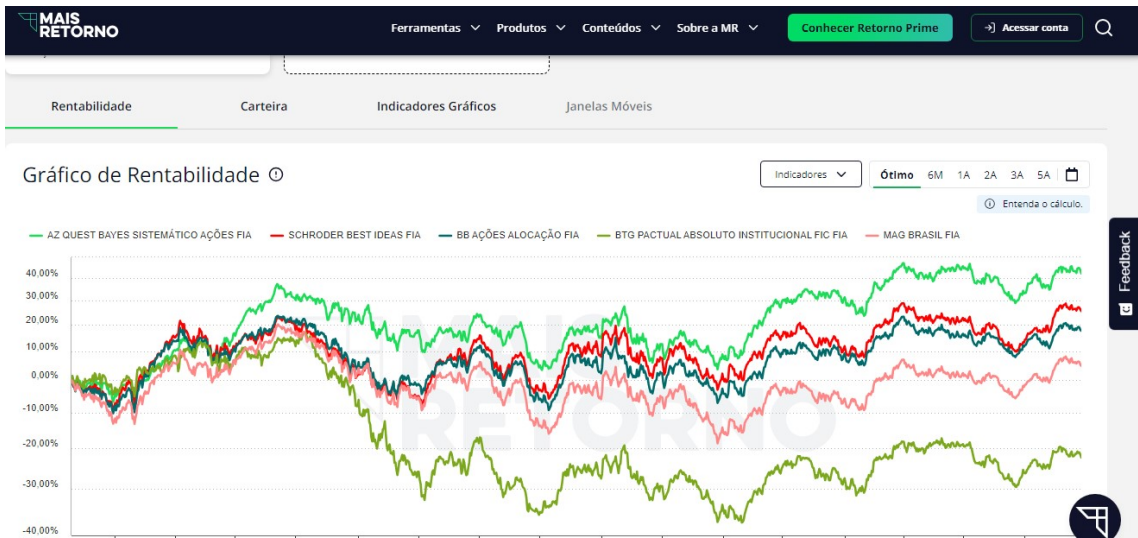 MAIS
RETORNO
Ferramentas Produtos Conteúdos Sobre a MR Conhecer Retorno Prime Acessar conta
Rentabilidade Carteira Indicadores Gráficos Janelas Móveis
Gráfico de Rentabilidade
Indicadores Ótimo 6M 1A 2A 3A 5A
Entenda o cálculo.
AZ QUEST BAYES SISTEMÁTICO AÇÕES FIA SCHRODER BEST IDEAS FIA BB AÇÕES ALOCAÇÃO FIA BTG PACTUAL ABSOLUTO INSTITUCIONAL FIC FIA MAG BRASIL FIA
40,00%
30,00%
20,00%
10,00%
0,00%
-10,00%
-20,00%
-30,00%
-40,00%
MAIS
RETORNO
Feedback